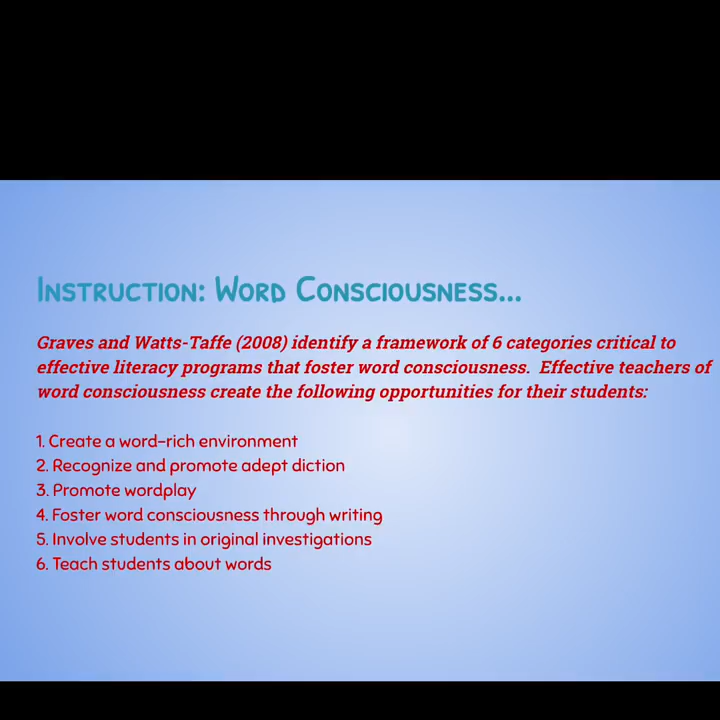 Instruction: Word Consciousness...
Graves and Watts-Taffe (2008) identify a framework of 6 categories critical to
effective literacy programs that foster word consciousness.  Effective teachers of
word consciousness create the following opportunities for their students:
1. Create a word-rich environment
2. Recognize and promote adept diction
3. Promote wordplay
4. Foster word consciousness through writing
5. Involve students in original investigations
6. Teach students about words